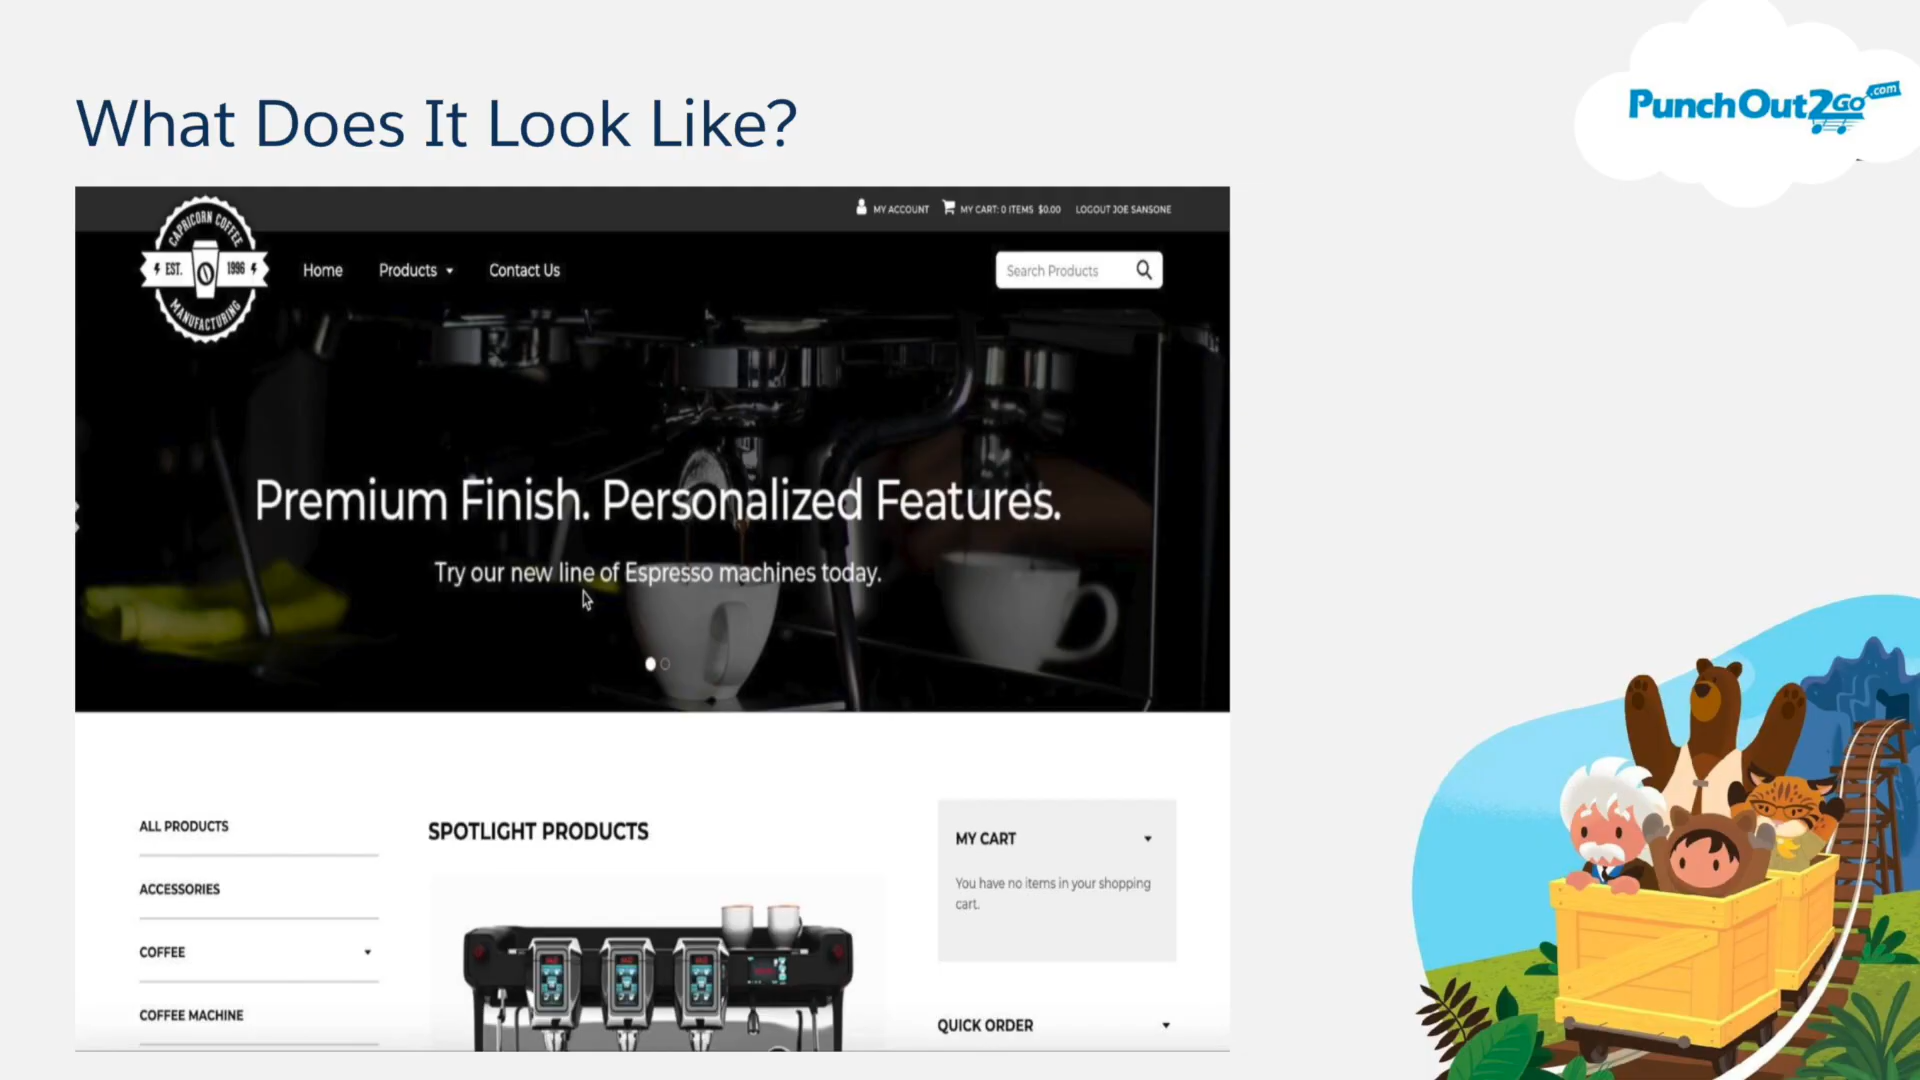 What Does It Look Like?
PunchOut2Go.com
MY ACCOUNT
MY CART: 0 ITEMS $0.00
LOGOUT JOE SANSONE
CAPRICORN COFFEE
EST. 1996
MANUFACTURING
Home
Products
Contact Us
Search Products
Premium Finish. Personalized Features.
Try our new line of Espresso machines today.
ALL PRODUCTS
ACCESSORIES
COFFEE
COFFEE MACHINE
SPOTLIGHT PRODUCTS
MY CART
You have no items in your shopping
cart.
QUICK ORDER